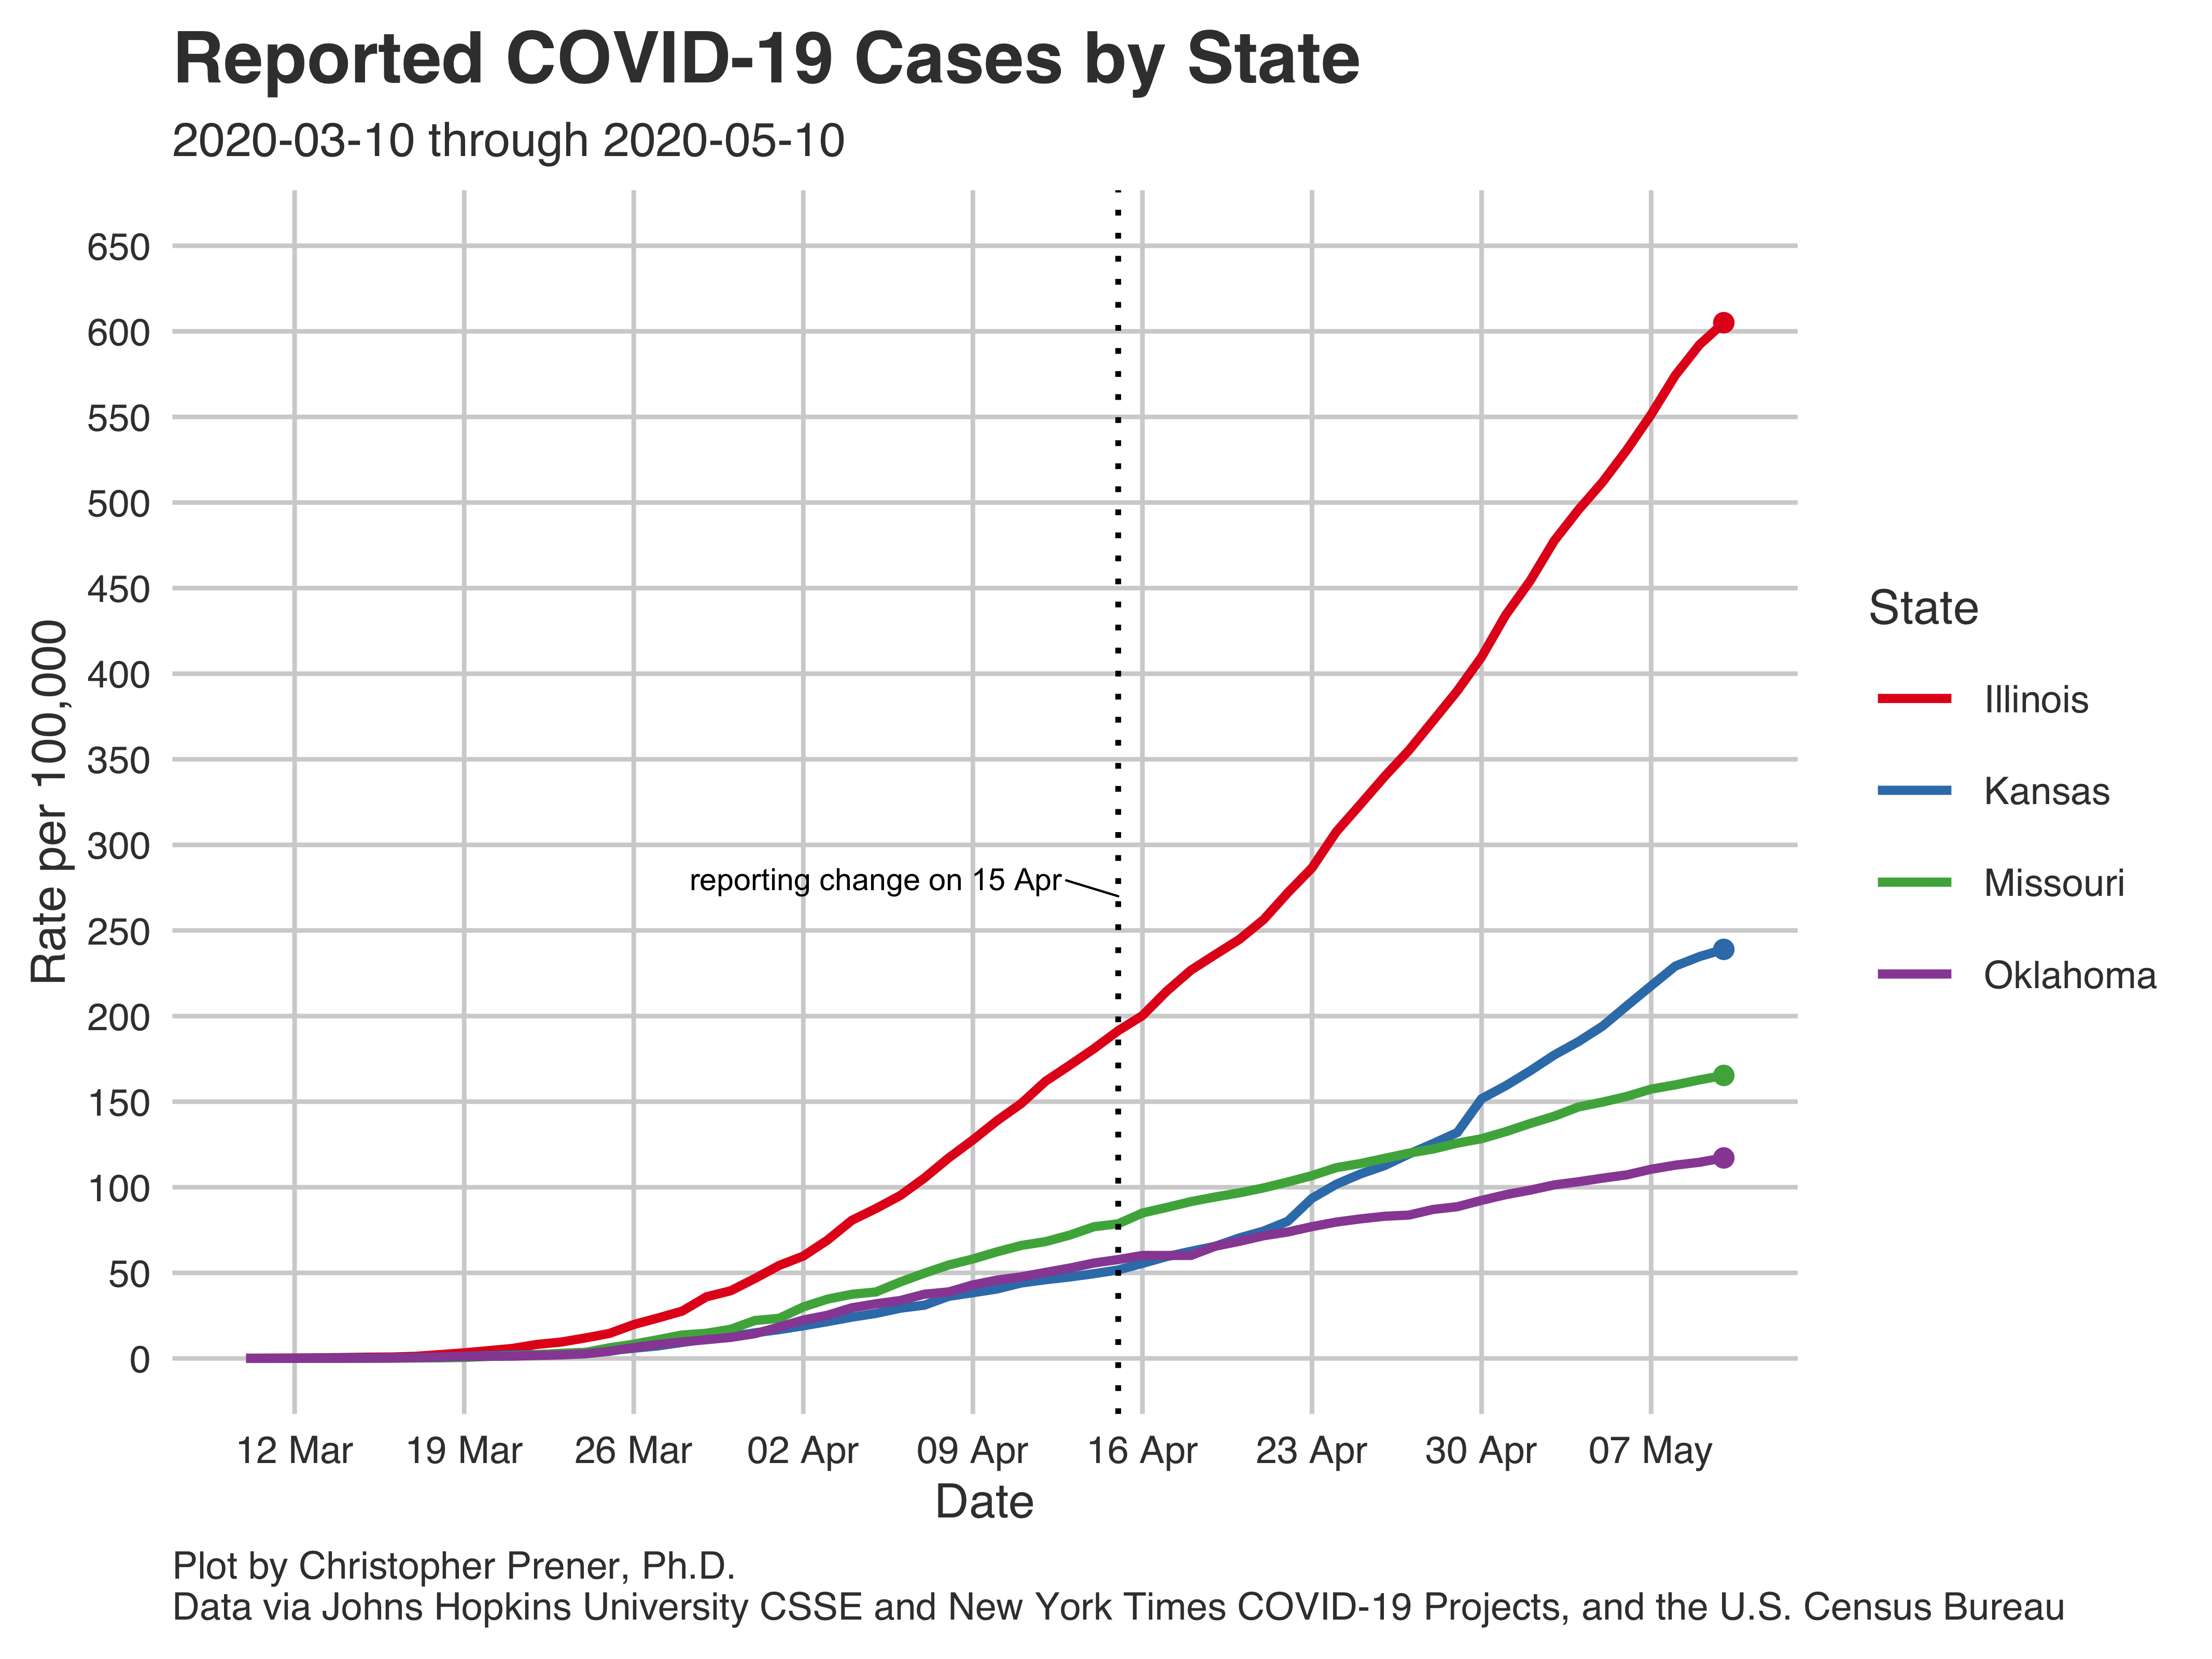 Reported COVID-19 Cases by State
2020-03-10 through 2020-05-10
Rate per 100,000
650
600
550
500
450
400
350
300
250
200
150
100
50
0
reporting change on 15 Apr
12 Mar 19 Mar 26 Mar 02 Apr 09 Apr 16 Apr 23 Apr 30 Apr 07 May
Date
State
Illinois
Kansas
Missouri
Oklahoma
Plot by Christopher Prener, Ph.D.
Data via Johns Hopkins University CSSE and New York Times COVID-19 Projects, and the U.S. Census Bureau